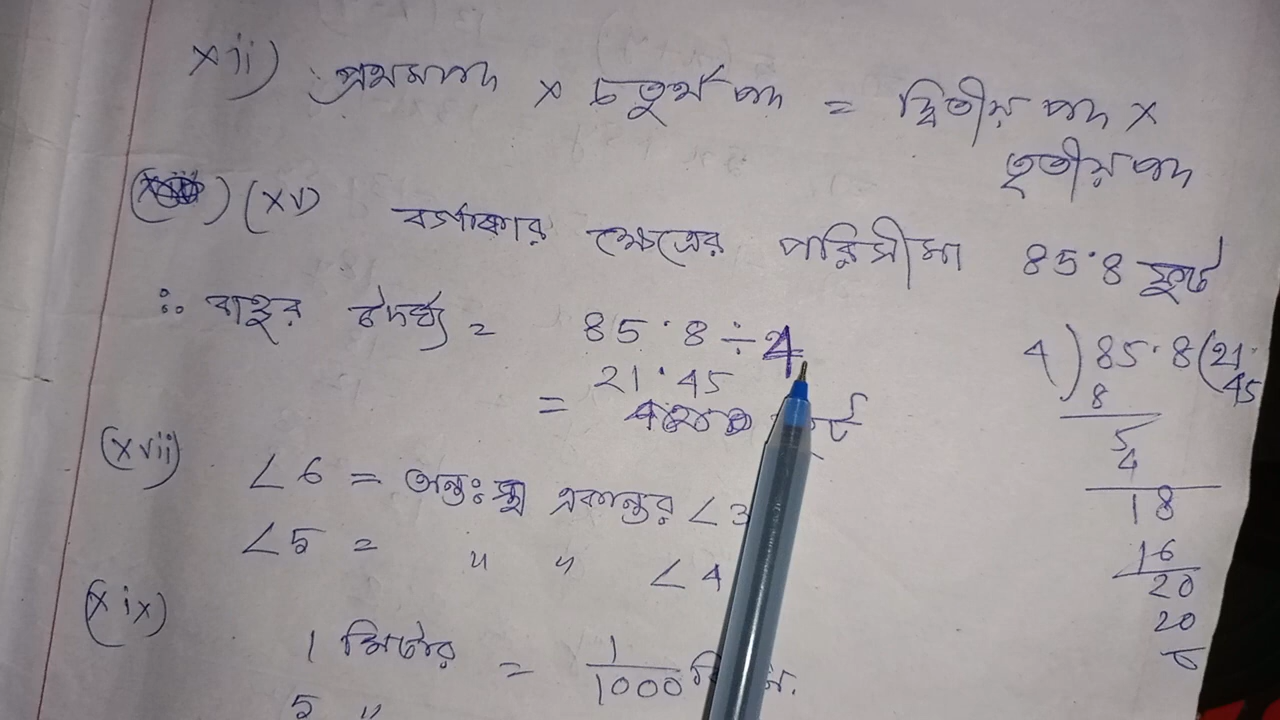 xii) প্রথমপদ × চতুর্থ পদ = দ্বিতীয় পদ ×
তৃতীয় পদ
(xv) বর্গাকার ক্ষেত্রের পরিসীমা 85.8 ফুট
∴ বাহুর দৈর্ঘ্য = 85.8 ÷ 4
= 21.45
4)85.8(21.
45
8
5
4
18
16
20
20
(xvii) ∠6 = অন্তঃস্থ একান্তর ∠3
∠5 = " " ∠4
(xix)
1 মিটার = 1/1000
5 "